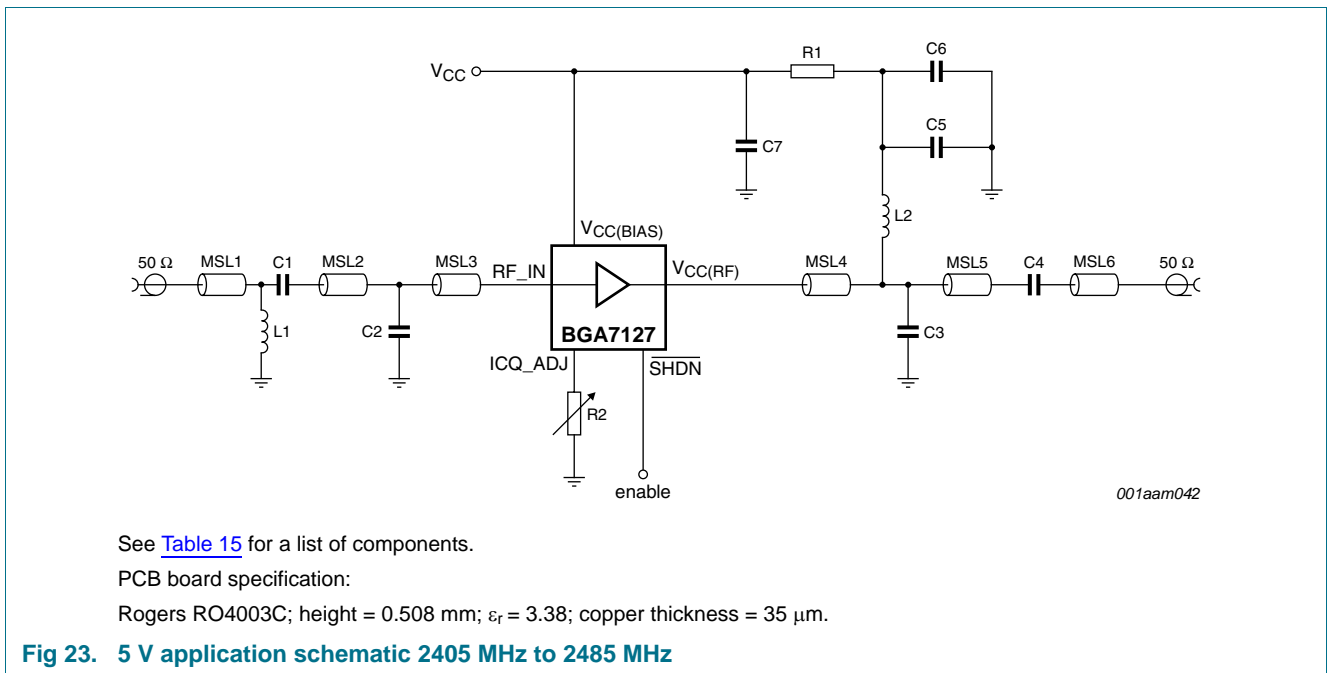 R1
C6
V_CC
C5
C7
L2
V_CC(BIAS)
50 Ω
MSL1
C1
MSL2
MSL3
RF_IN
V_CC(RF)
MSL4
MSL5
C4
MSL6
50 Ω
L1
C2
BGA7127
C3
ICQ_ADJ
SHDN
R2
enable
001aam042
See Table 15 for a list of components.
PCB board specification:
Rogers RO4003C; height = 0.508 mm; εr = 3.38; copper thickness = 35 μm.
Fig 23. 5 V application schematic 2405 MHz to 2485 MHz